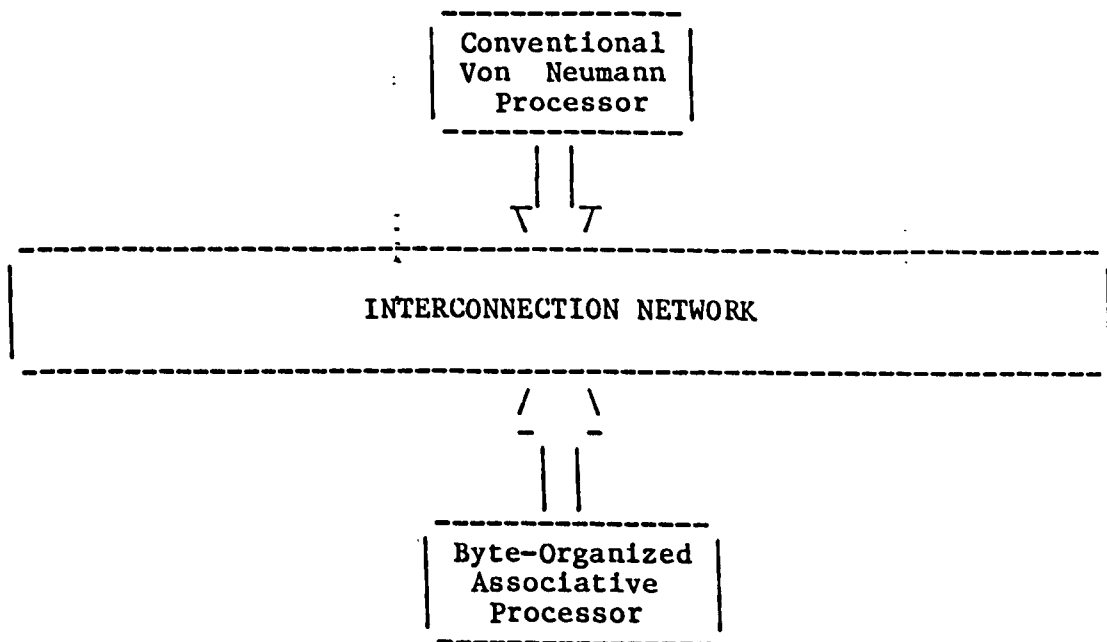 Conventional
Von Neumann
Processor
INTERCONNECTION NETWORK
Byte-Organized
Associative
Processor